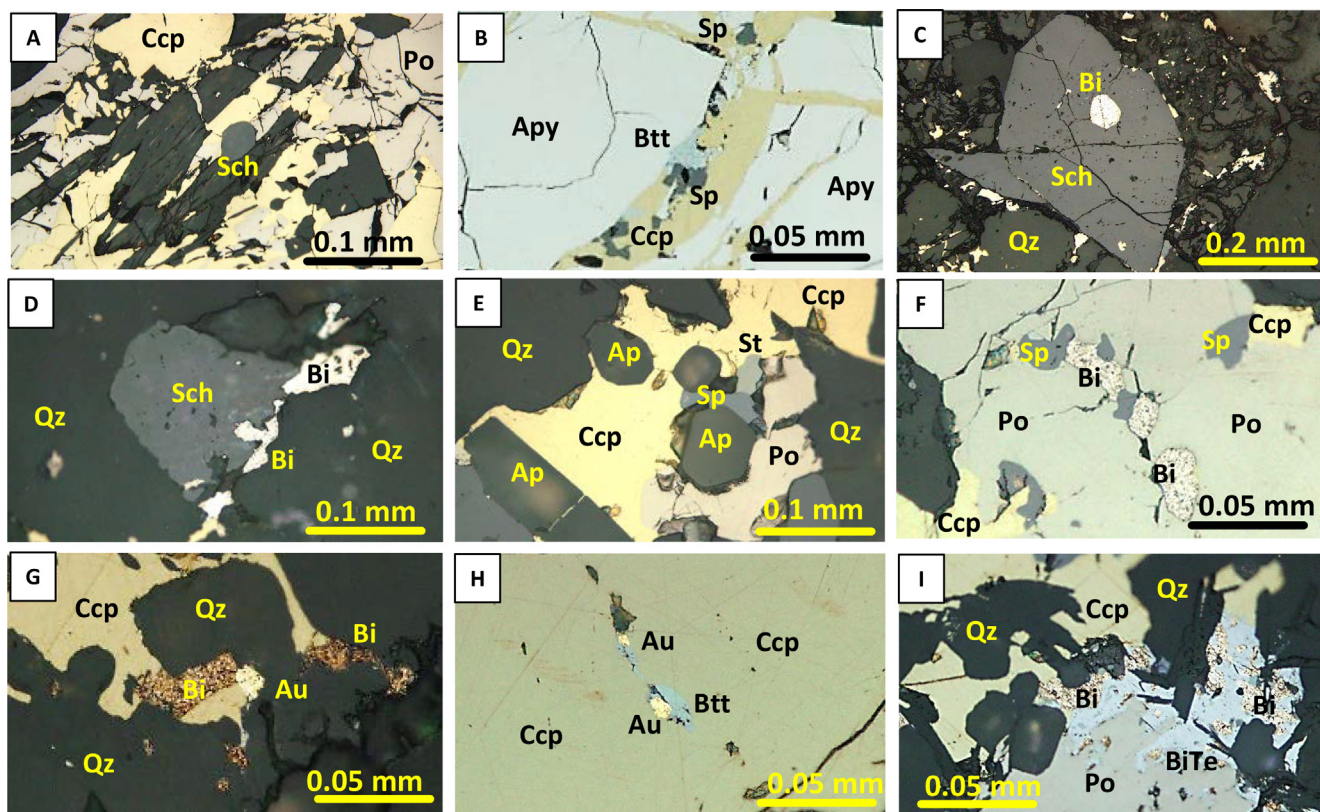 A
Ccp
Po
Sch
0.1 mm
B
Sp
Apy
Btt
Apy
Sp
Ccp
0.05 mm
C
Bi
Sch
Qz
0.2 mm
D
Sch
Bi
Qz
Bi
Qz
0.1 mm
E
Ccp
Qz
Ap
St
Sp
Ccp
Ap
Qz
Ap
Po
0.1 mm
F
Sp
Ccp
Sp
Bi
Po
Po
Bi
Ccp
0.05 mm
G
Ccp
Qz
Bi
Bi
Au
Qz
0.05 mm
H
Au
Ccp
Btt
Au
Ccp
0.05 mm
I
Qz
Ccp
Qz
Bi
Bi
BiTe
Po
0.05 mm